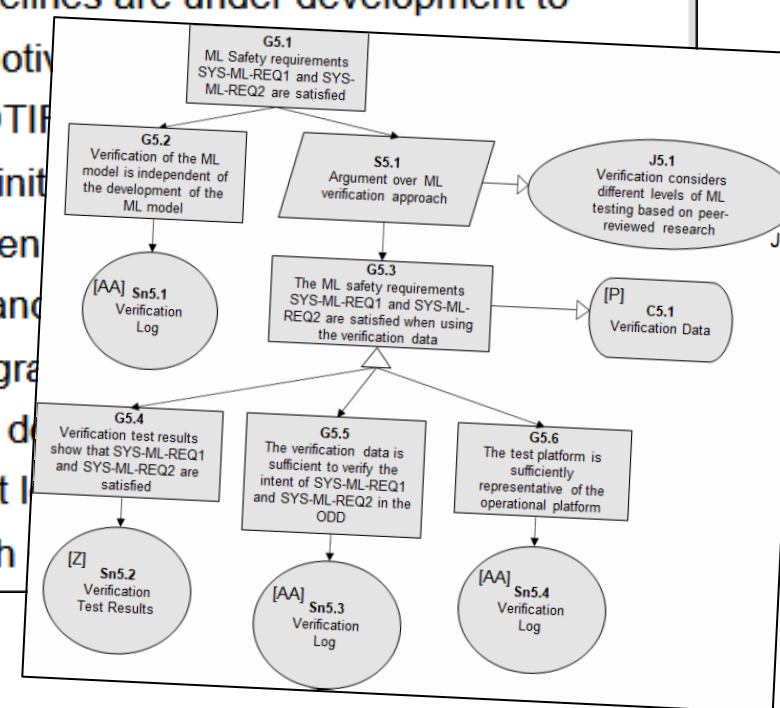 elines are under development to
G5.1
ML Safety requirements
SYS-ML-REQ1 and SYS-
ML-REQ2 are satisfied
G5.2
Verification of the ML
model is independent of
the development of the
ML model
S5.1
Argument over ML
verification approach
J5.1
Verification considers
different levels of ML
testing based on peer-
reviewed research
J
[AA] Sn5.1
Verification
Log
G5.3
The ML safety requirements
SYS-ML-REQ1 and SYS-ML-
REQ2 are satisfied when using
the verification data
[P]
C5.1
Verification Data
G5.4
Verification test results
show that SYS-ML-REQ1
and SYS-ML-REQ2 are
satisfied
G5.5
The verification data is
sufficient to verify the
intent of SYS-ML-REQ1
and SYS-ML-REQ2 in the
ODD
G5.6
The test platform is
sufficiently
representative of the
operational platform
[Z]
Sn5.2
Verification
Test Results
[AA]
Sn5.3
Verification
Log
[AA]
Sn5.4
Verification
Log